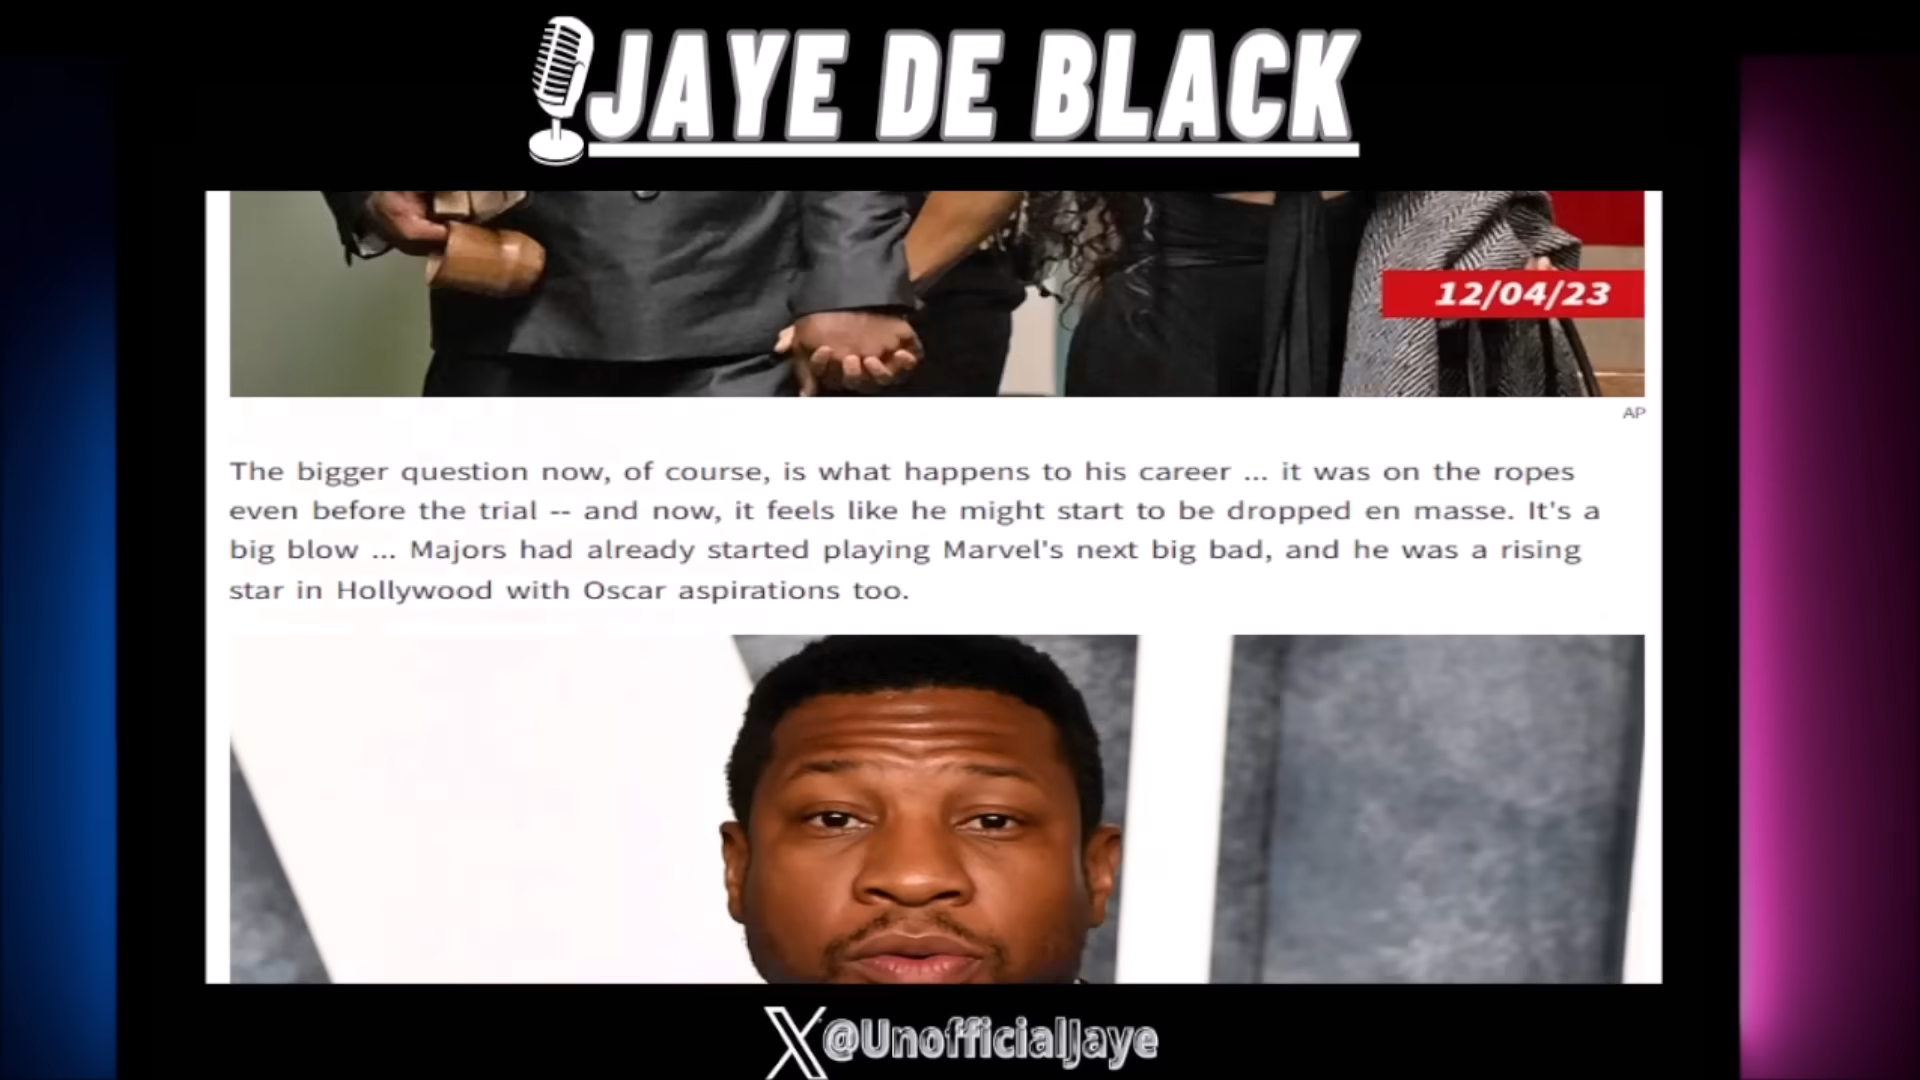 JAYE DE BLACK
12/04/23
AP
The bigger question now, of course, is what happens to his career ... it was on the ropes
even before the trial -- and now, it feels like he might start to be dropped en masse. It's a
big blow ... Majors had already started playing Marvel's next big bad, and he was a rising
star in Hollywood with Oscar aspirations too.
X@UnofficialJaye